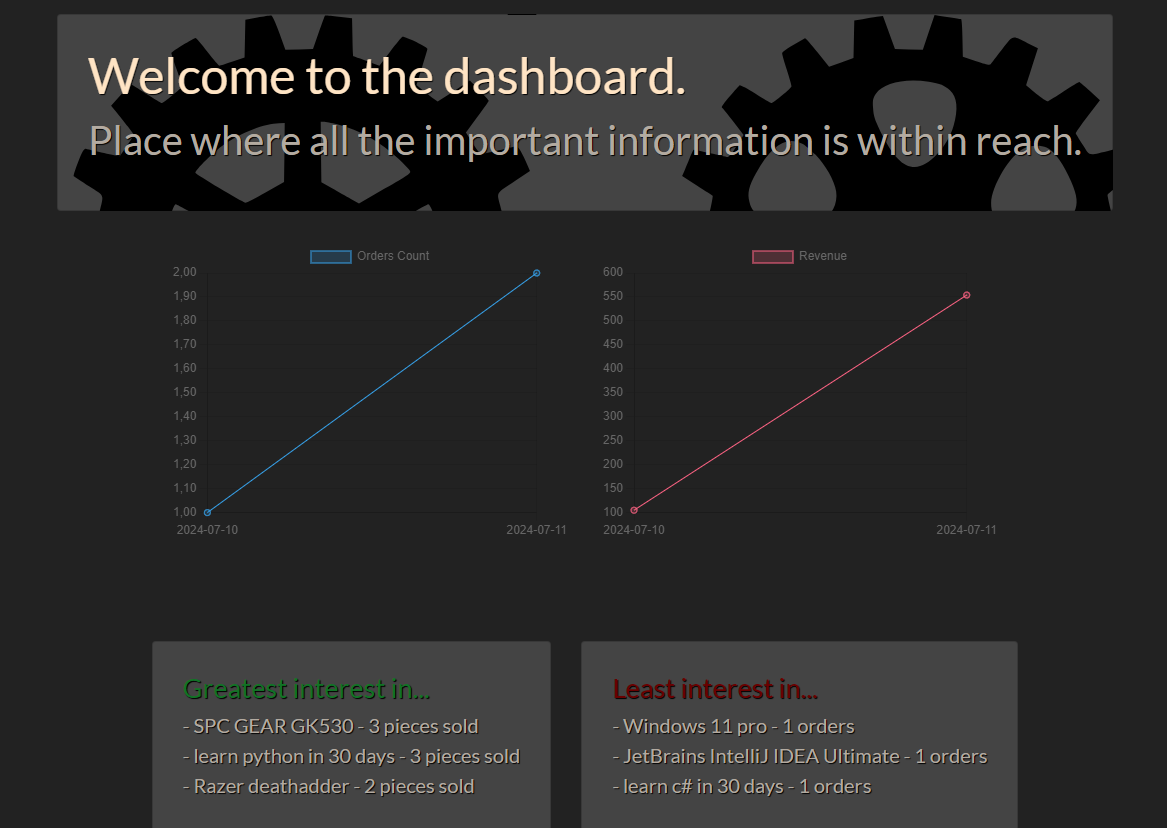 Welcome to the dashboard.
Place where all the important information is within reach.
Orders Count
2,00
1,90
1,80
1,70
1,60
1,50
1,40
1,30
1,20
1,10
1,00
2024-07-10
2024-07-11
Revenue
600
550
500
450
400
350
300
250
200
150
100
2024-07-10
2024-07-11
Greatest interest in...
- SPC GEAR GK530 - 3 pieces sold
- learn python in 30 days - 3 pieces sold
- Razer deathadder - 2 pieces sold
Least interest in...
- Windows 11 pro - 1 orders
- JetBrains IntelliJ IDEA Ultimate - 1 orders
- learn c# in 30 days - 1 orders